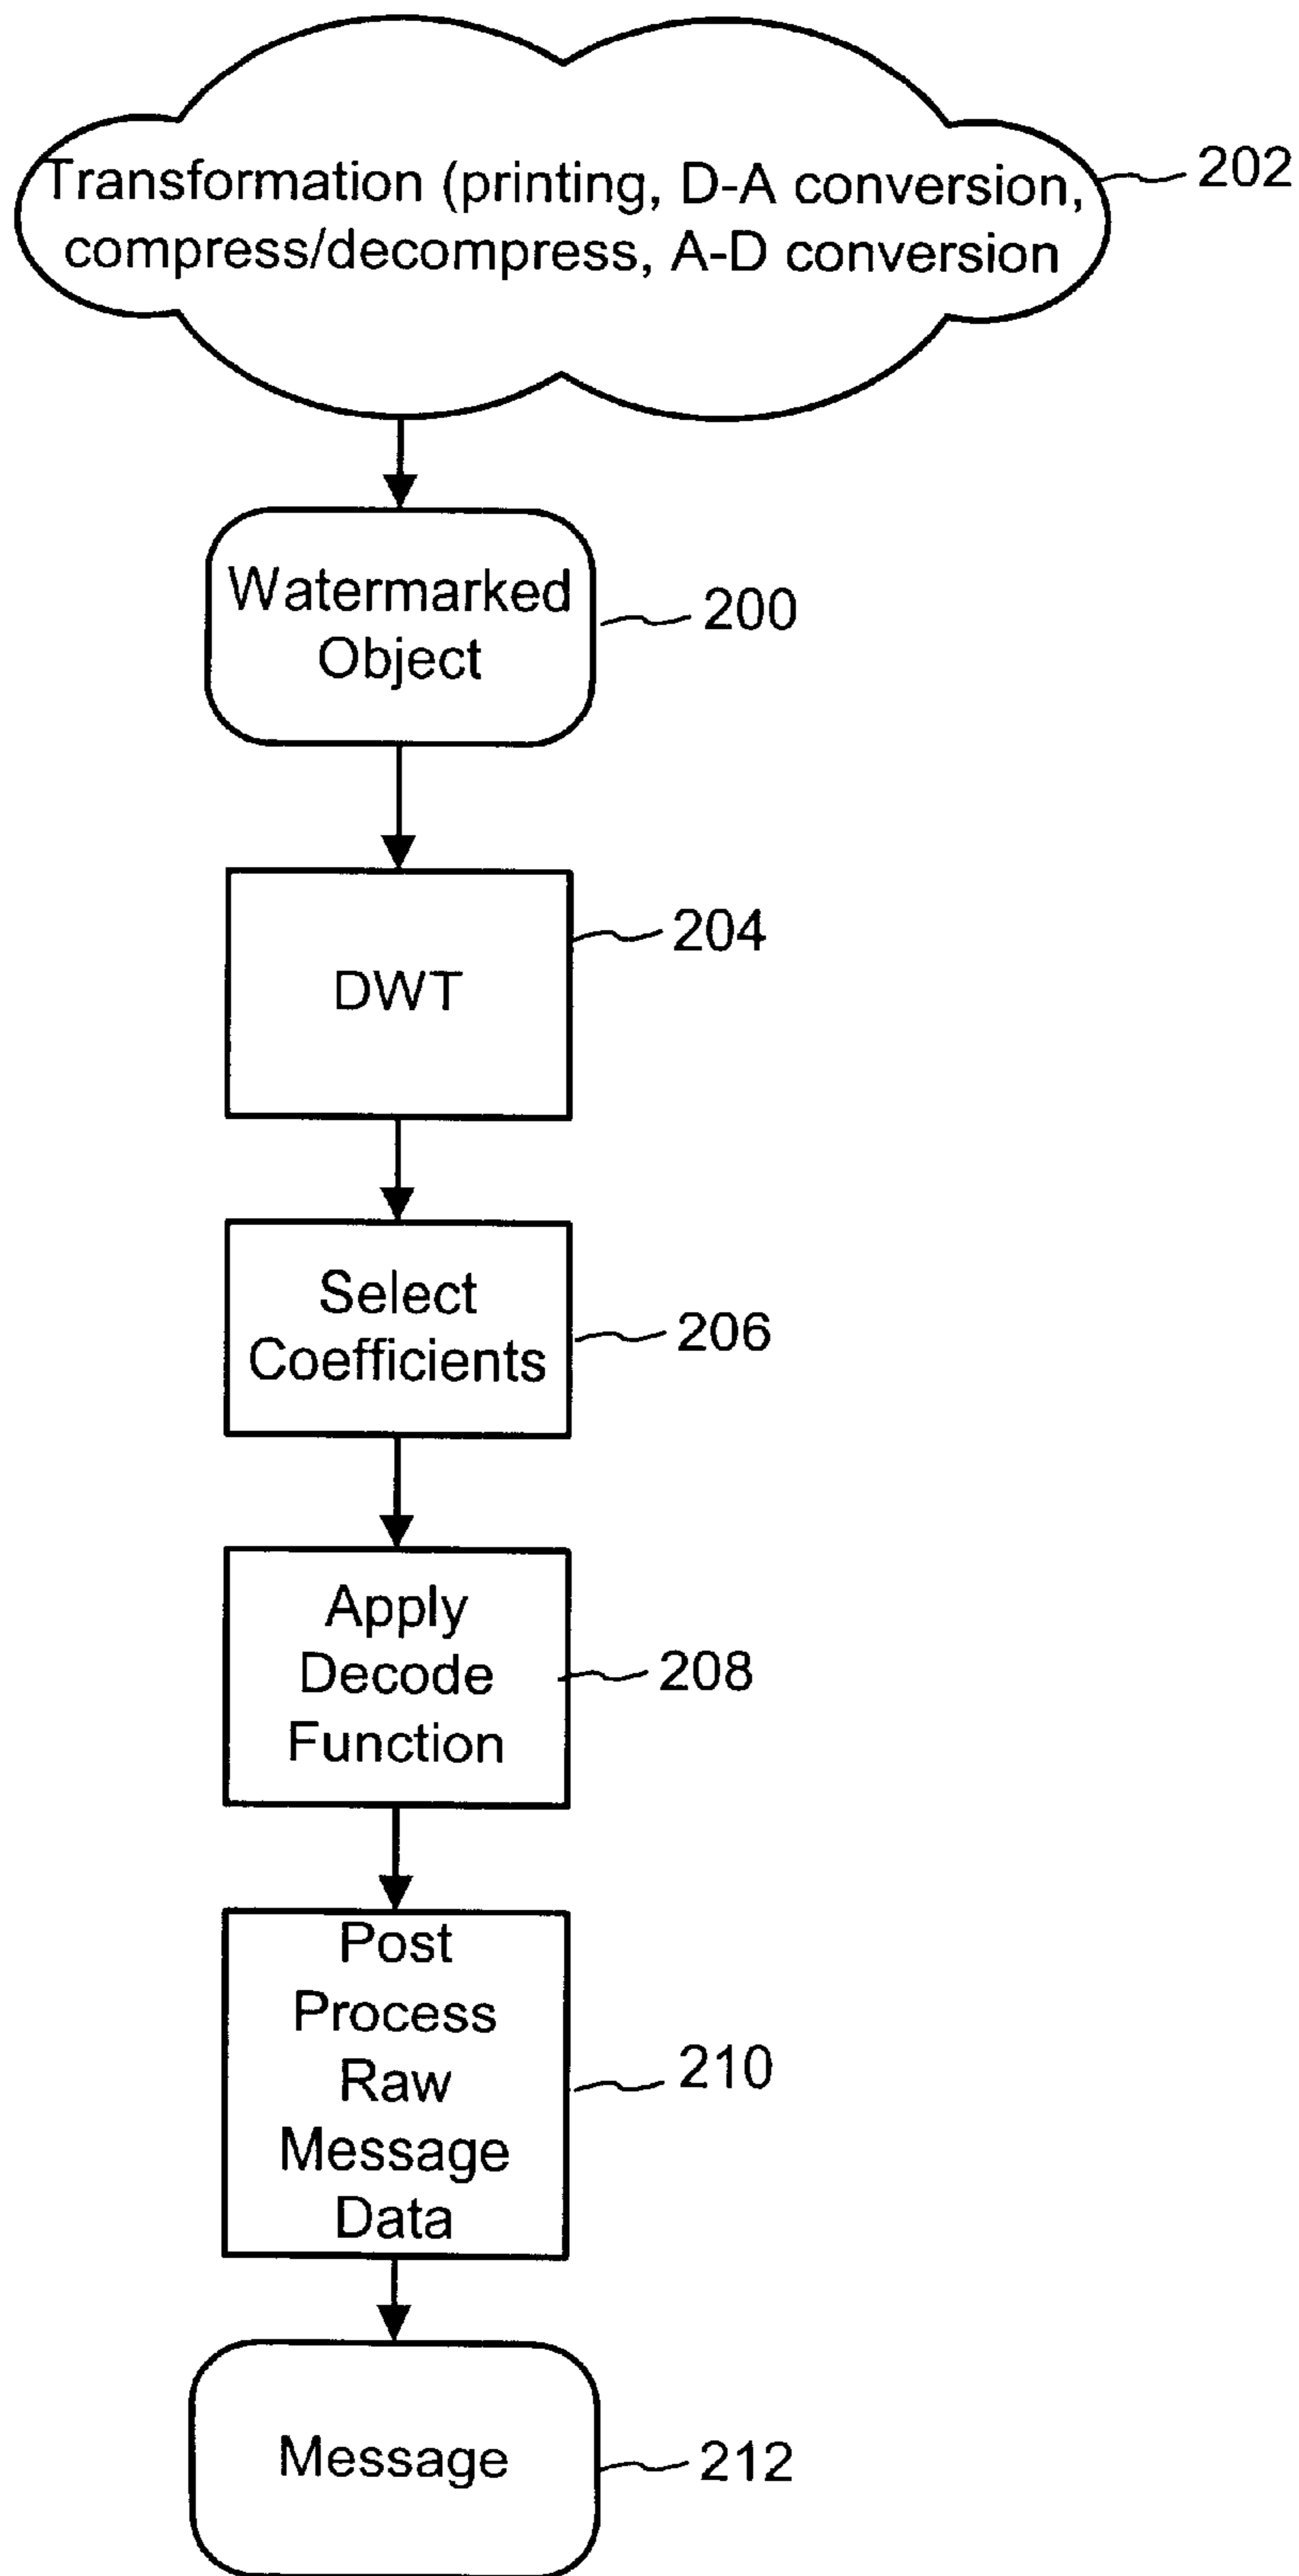 Transformation (printing, D-A conversion,
compress/decompress, A-D conversion
202
Watermarked
Object
200
DWT
204
Select
Coefficients
206
Apply
Decode
Function
208
Post
Process
Raw
Message
Data
210
Message
212